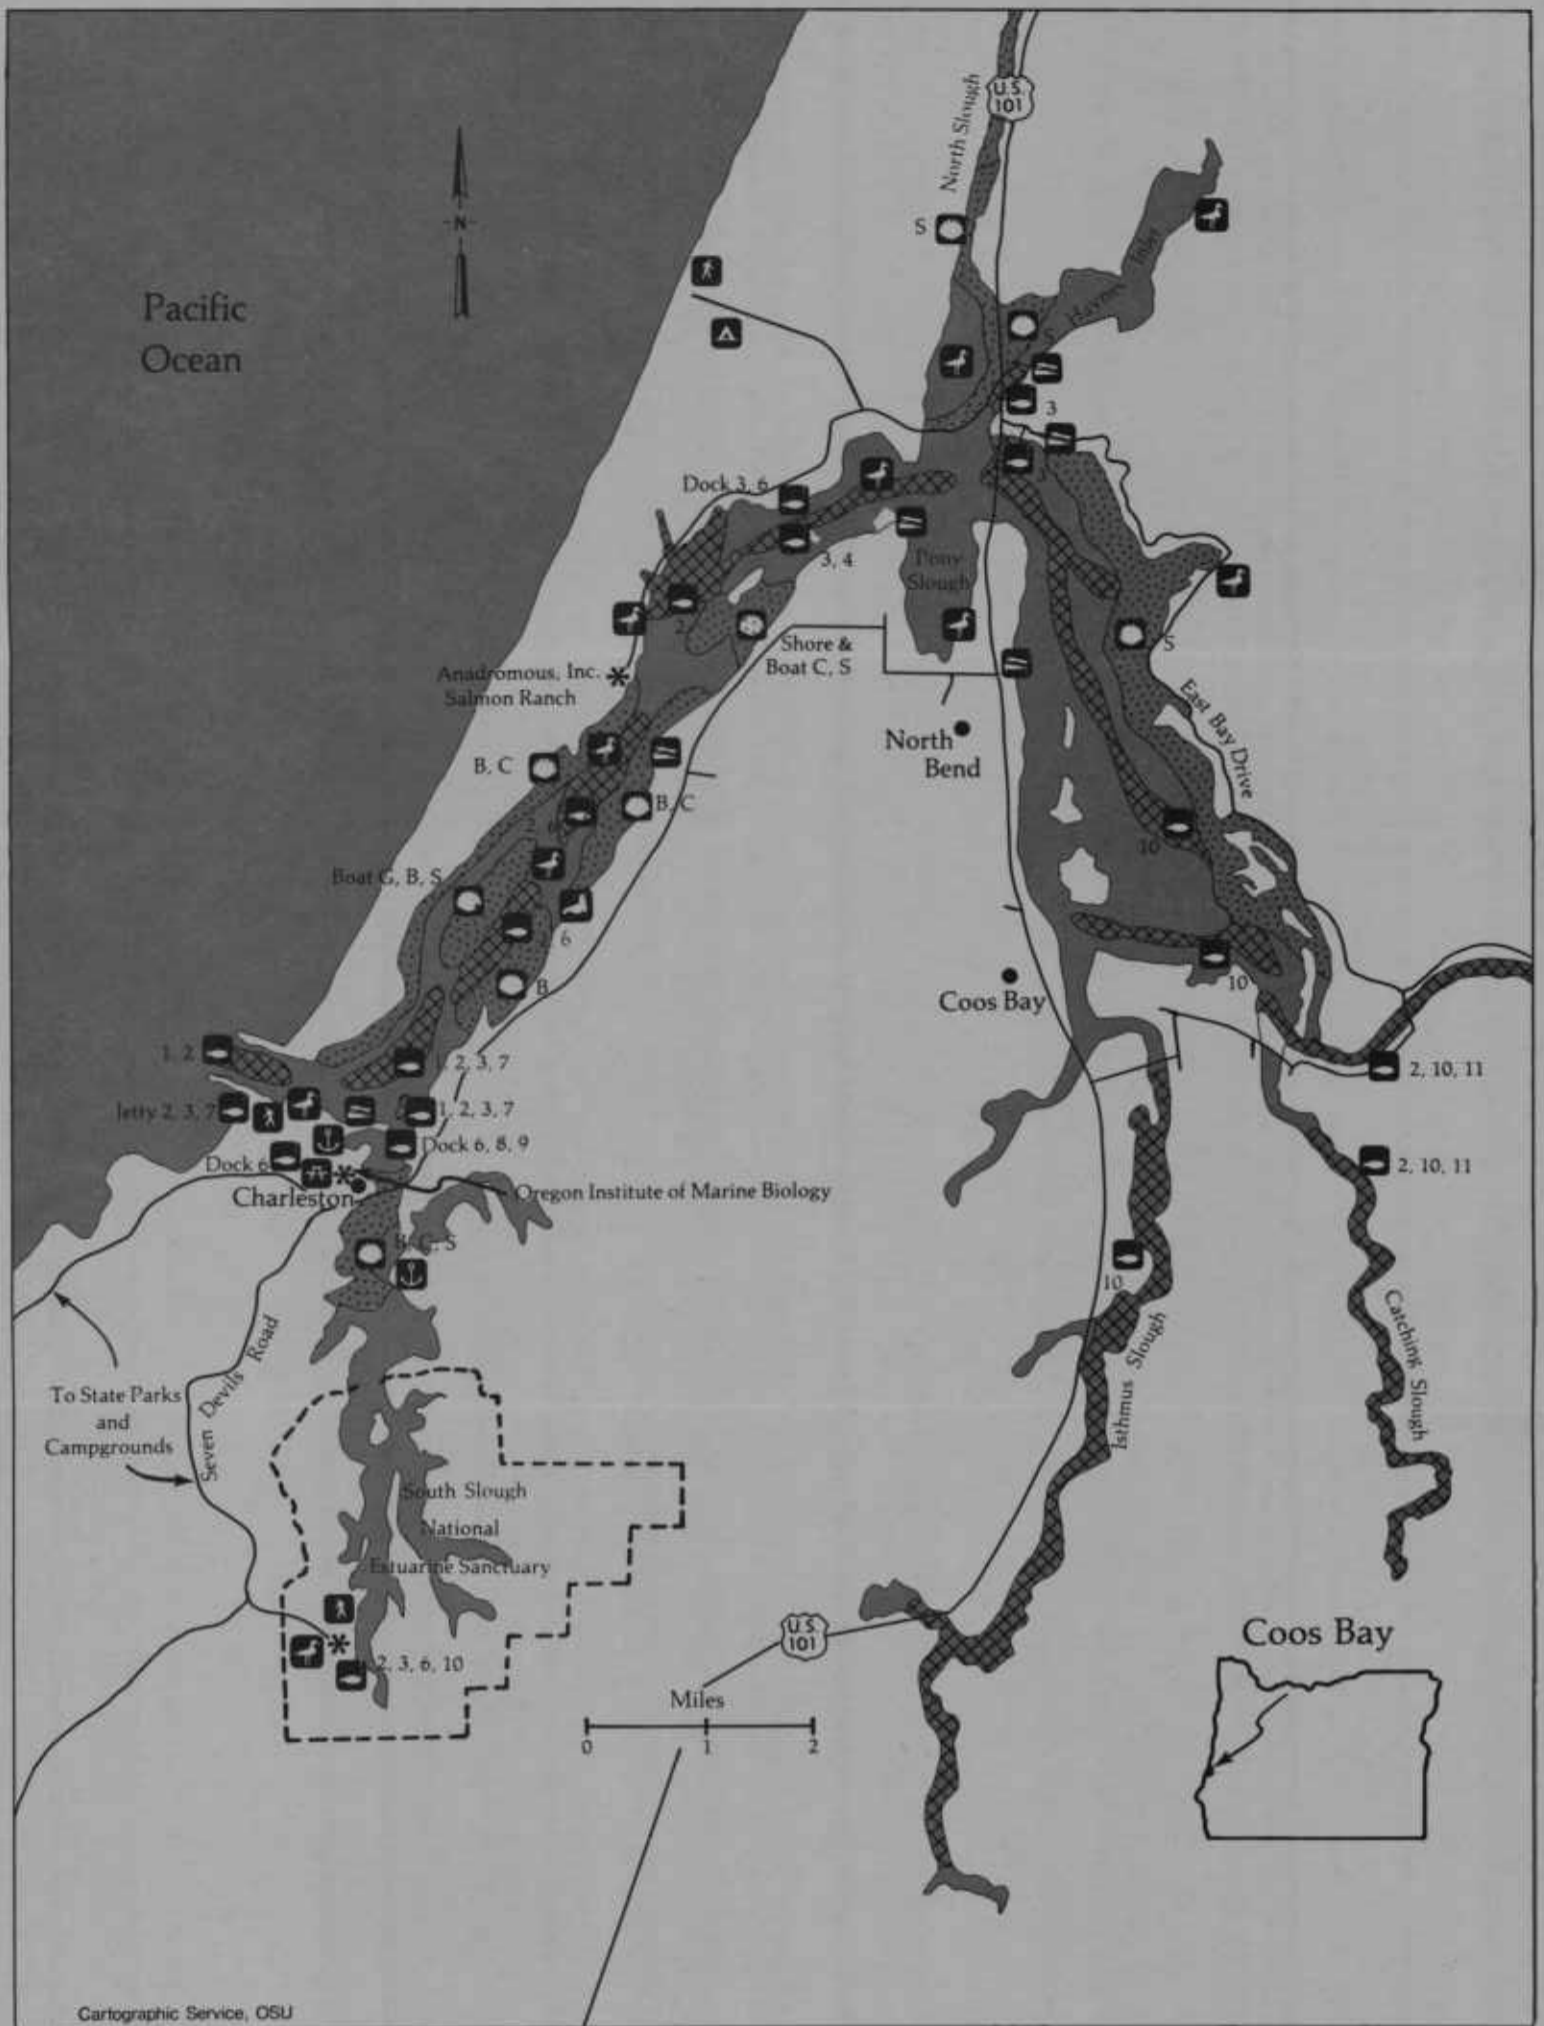 U.S.
101
North Slough
-N-
S
Pacific
Ocean
Haynes Inlet
3
Dock 3, 6
3, 4
Pony
Slough
2
Shore &
Boat C, S
S
Anadromous, Inc.
Salmon Ranch
East Bay Drive
North
Bend
B, C
B, C
10
Boat G, B, S
6
10
B
Coos Bay
1, 2
2, 3, 7
2, 10, 11
Jetty 2, 3, 7
1, 2, 3, 7
Dock 6, 8, 9
Dock 6
2, 10, 11
Charleston
Oregon Institute of Marine Biology
B, C, S
10
Catching Slough
Isthmus Slough
Seven Devils Road
To State Parks
and
Campgrounds
South Slough
National
Estuarine Sanctuary
U.S.
101
Coos Bay
2, 3, 6, 10
Miles
0 1 2
Cartographic Service, OSU